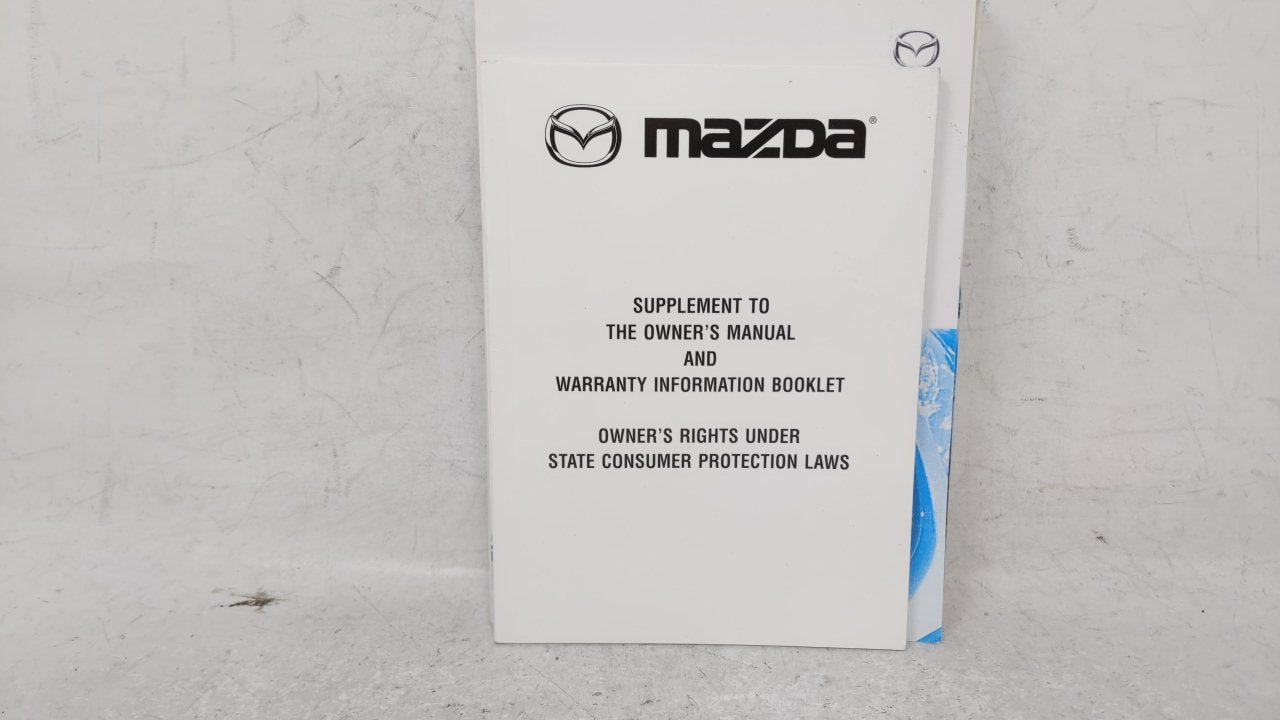 mazda®
SUPPLEMENT TO
THE OWNER'S MANUAL
AND
WARRANTY INFORMATION BOOKLET
OWNER'S RIGHTS UNDER
STATE CONSUMER PROTECTION LAWS